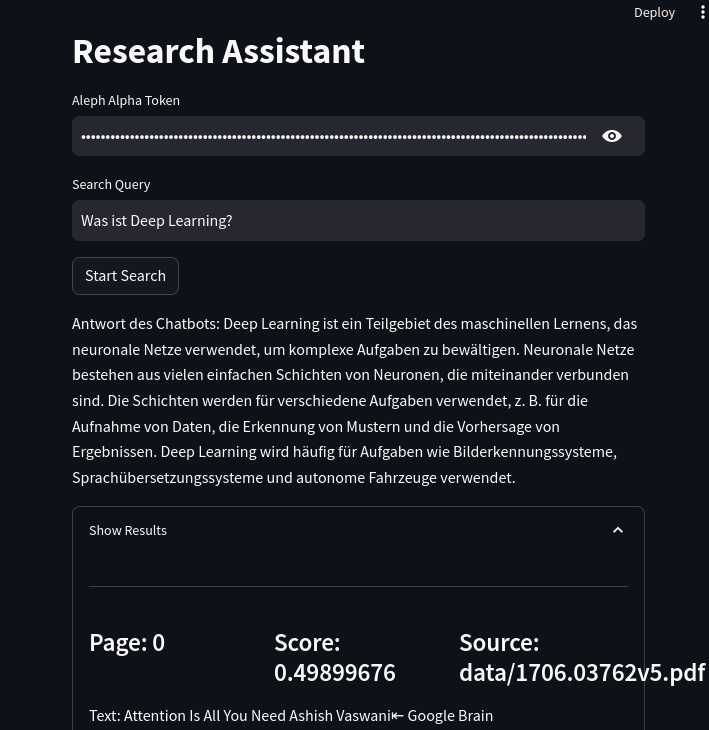 Deploy
Research Assistant
Aleph Alpha Token
Search Query
Was ist Deep Learning?
Start Search
Antwort des Chatbots: Deep Learning ist ein Teilgebiet des maschinellen Lernens, das
neuronale Netze verwendet, um komplexe Aufgaben zu bewältigen. Neuronale Netze
bestehen aus vielen einfachen Schichten von Neuronen, die miteinander verbunden
sind. Die Schichten werden für verschiedene Aufgaben verwendet, z. B. für die
Aufnahme von Daten, die Erkennung von Mustern und die Vorhersage von
Ergebnissen. Deep Learning wird häufig für Aufgaben wie Bilderkennungssysteme,
Sprachübersetzungssysteme und autonome Fahrzeuge verwendet.
Show Results
Page: 0
Score:
0.49899676
Source:
data/1706.03762v5.pdf
Text: Attention Is All You Need Ashish Vaswani⇤ Google Brain